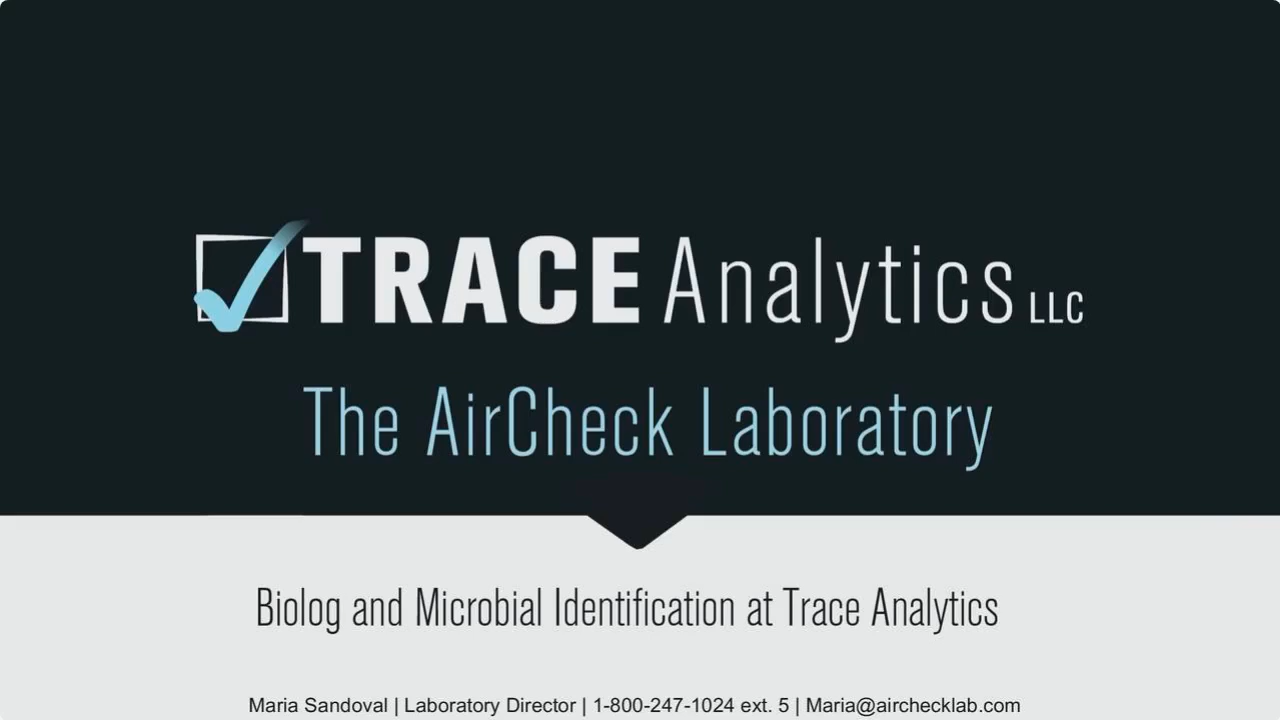 TRACE Analytics LLC
The AirCheck Laboratory
Biolog and Microbial Identification at Trace Analytics
Maria Sandoval | Laboratory Director | 1-800-247-1024 ext. 5 | Maria@airchecklab.com